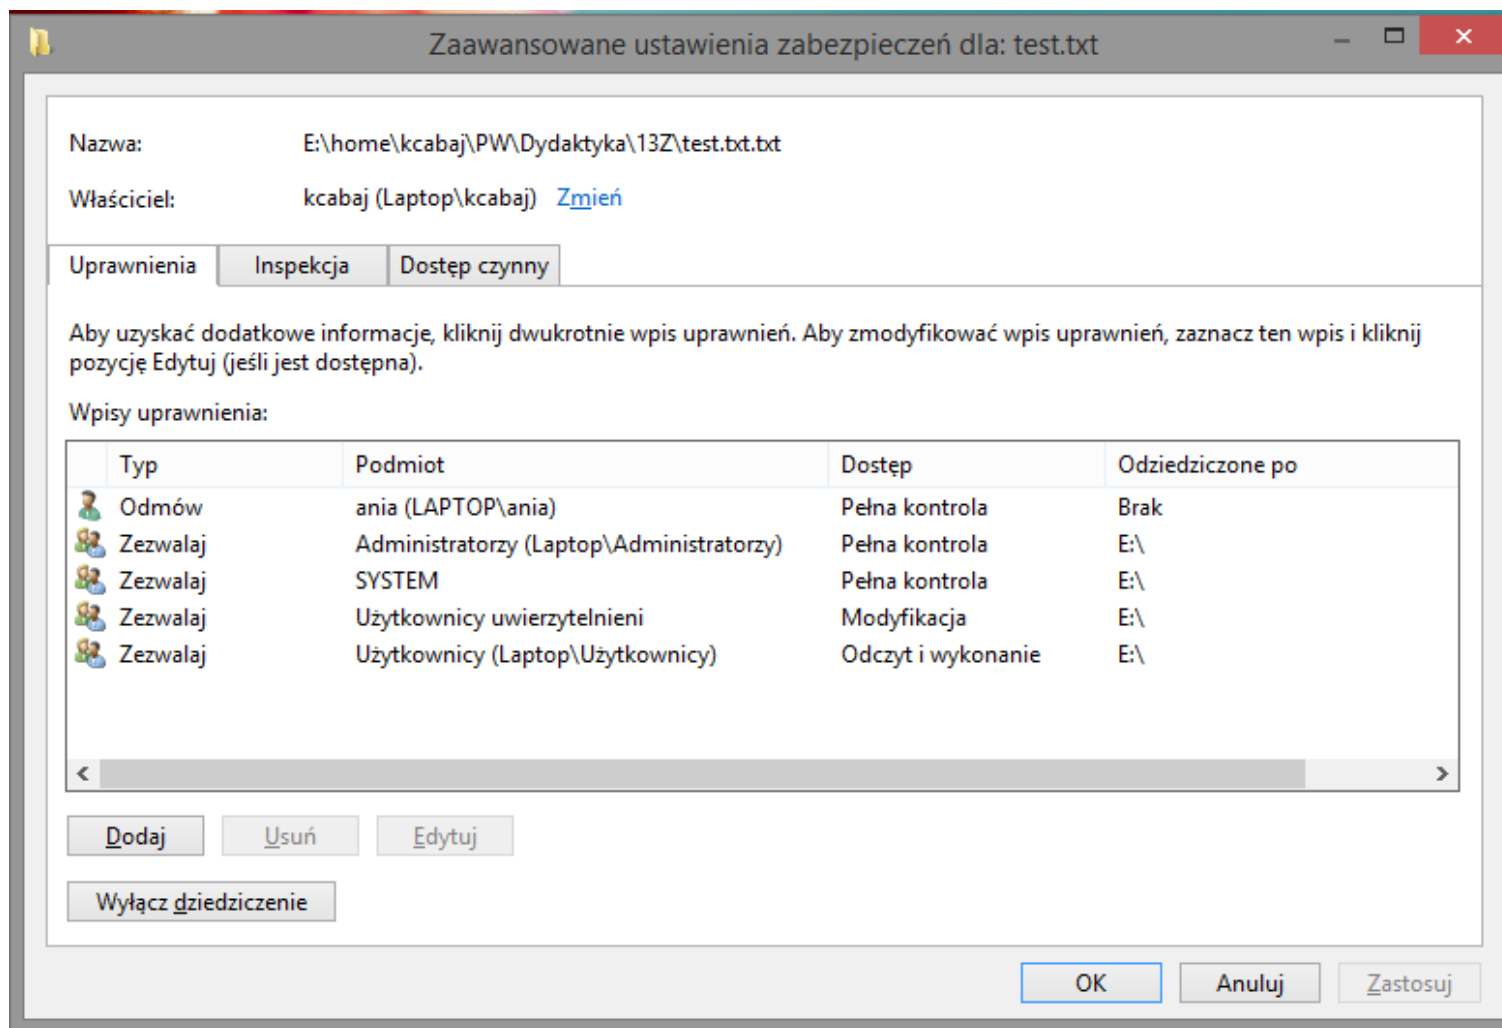 Zaawansowane ustawienia zabezpieczeń dla: test.txt
Nazwa: E:\home\kcabaj\PW\Dydaktyka\13Z\test.txt.txt
Właściciel: kcabaj (Laptop\kcabaj) Zmień
Uprawnienia Inspekcja Dostęp czynny
Aby uzyskać dodatkowe informacje, kliknij dwukrotnie wpis uprawnień. Aby zmodyfikować wpis uprawnień, zaznacz ten wpis i kliknij
pozycję Edytuj (jeśli jest dostępna).
Wpisy uprawnienia:
Typ Podmiot Dostęp Odziedziczone po
Odmów ania (LAPTOP\ania) Pełna kontrola Brak
Zezwalaj Administratorzy (Laptop\Administratorzy) Pełna kontrola E:\
Zezwalaj SYSTEM Pełna kontrola E:\
Zezwalaj Użytkownicy uwierzytelnieni Modyfikacja E:\
Zezwalaj Użytkownicy (Laptop\Użytkownicy) Odczyt i wykonanie E:\
Dodaj Usuń Edytuj
Wyłącz dziedziczenie
OK Anuluj Zastosuj